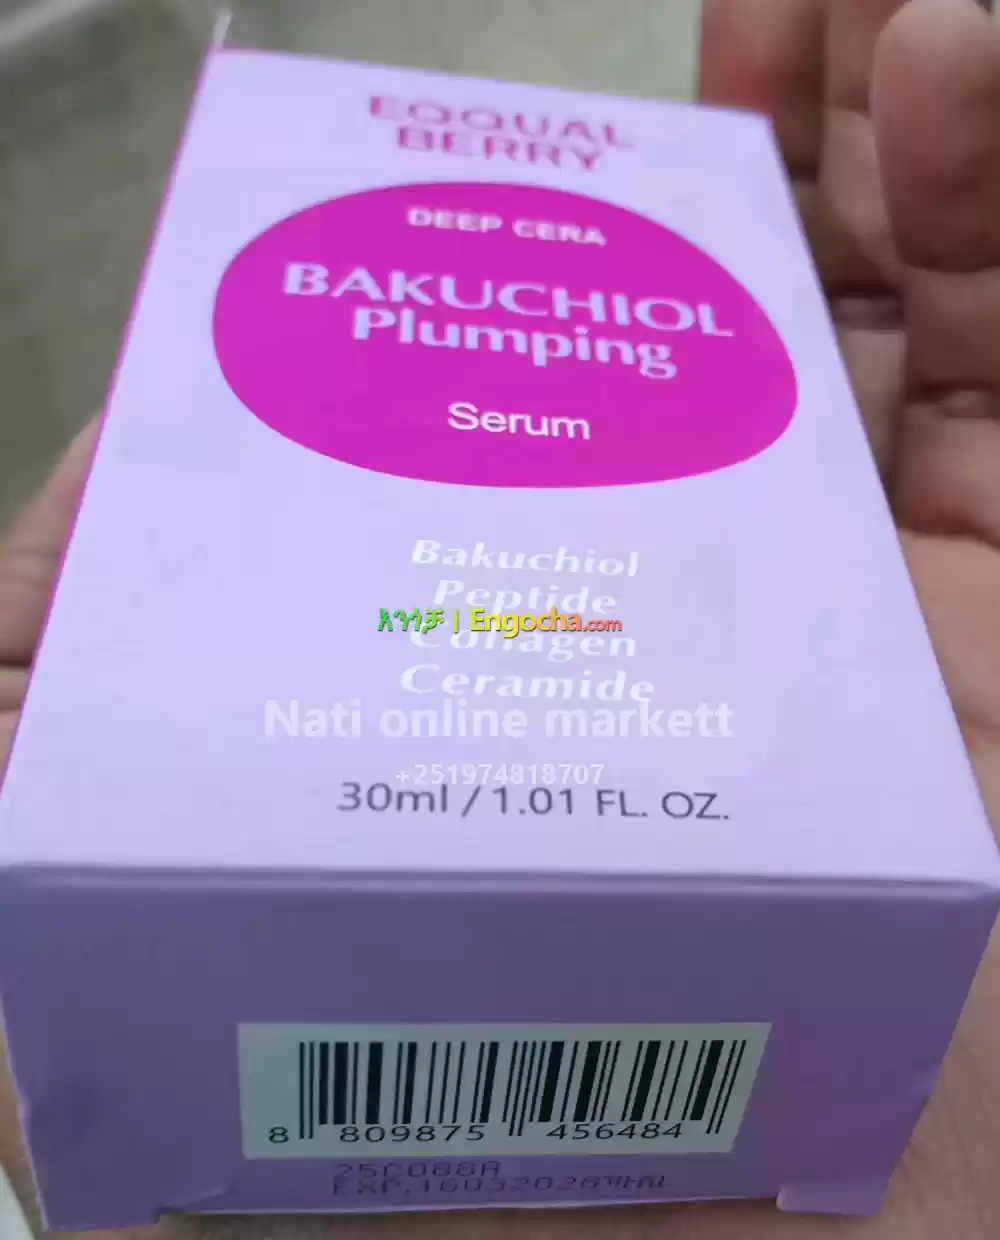 EQQUAL
BERRY
DEEP CERA
BAKUCHIOL
Plumping
Serum
Bakuchiol
Peptide
እንጎቻ | Engocha.com
Collagen
Ceramide
Nati online markett
+251974818707
30ml / 1.01 FL. OZ.
8 809875 456484
25C088A